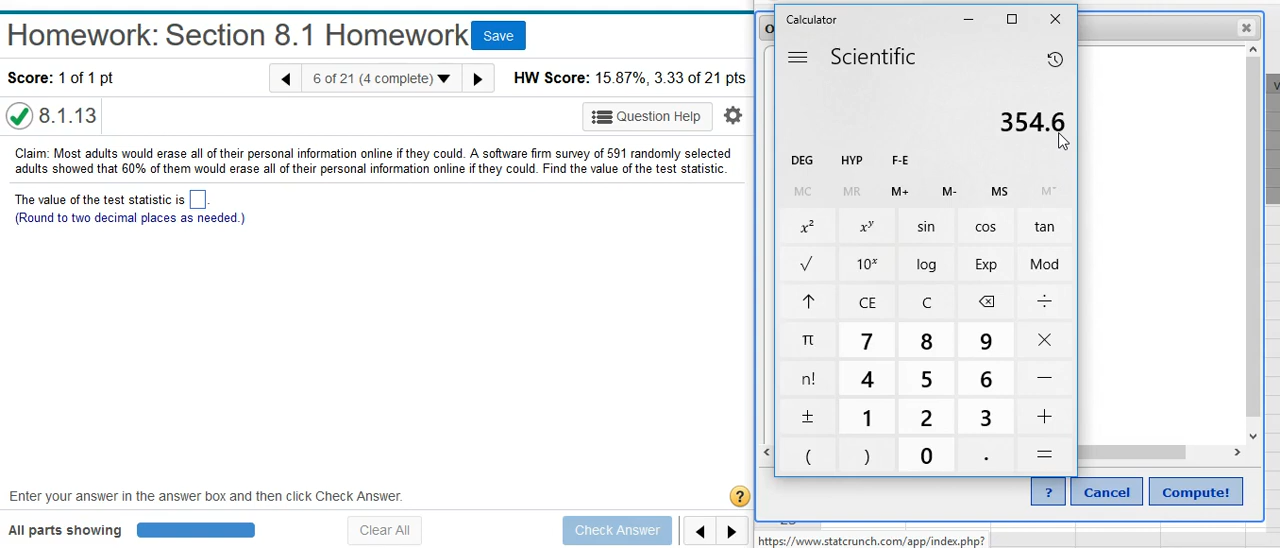 Homework: Section 8.1 Homework Save
Score: 1 of 1 pt
6 of 21 (4 complete)
HW Score: 15.87%, 3.33 of 21 pts
8.1.13
Question Help
Claim: Most adults would erase all of their personal information online if they could. A software firm survey of 591 randomly selected
adults showed that 60% of them would erase all of their personal information online if they could. Find the value of the test statistic.
The value of the test statistic is .
(Round to two decimal places as needed.)
Enter your answer in the answer box and then click Check Answer.
?
All parts showing
Clear All
Check Answer
Calculator
Scientific
354.6
DEG HYP F-E
MC MR M+ M- MS M˅
x² xʸ sin cos tan
√ 10ˣ log Exp Mod
↑ CE C ⌫ ÷
π 7 8 9 ×
n! 4 5 6 −
± 1 2 3 +
( ) 0 . =
? Cancel Compute!
https://www.statcrunch.com/app/index.php?